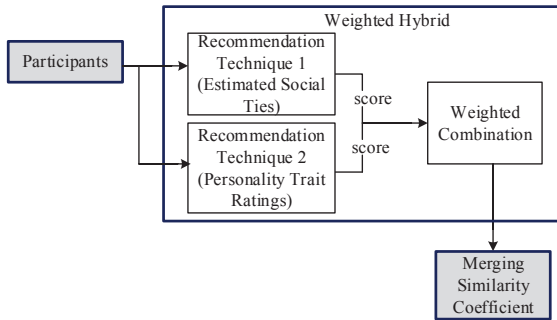 Weighted Hybrid
Participants
Recommendation
Technique 1
(Estimated Social
Ties)
score
Recommendation
Technique 2
(Personality Trait
Ratings)
score
Weighted
Combination
Merging
Similarity
Coefficient